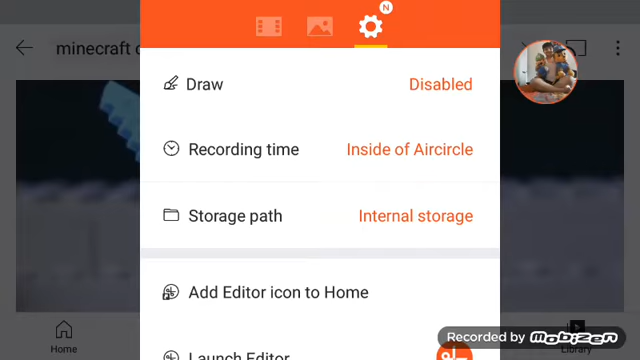 N
minecraft
Draw
Disabled
Recording time
Inside of Aircircle
Storage path
Internal storage
Add Editor icon to Home
Launch Editor
Home
Library
Recorded by MOBIZEN